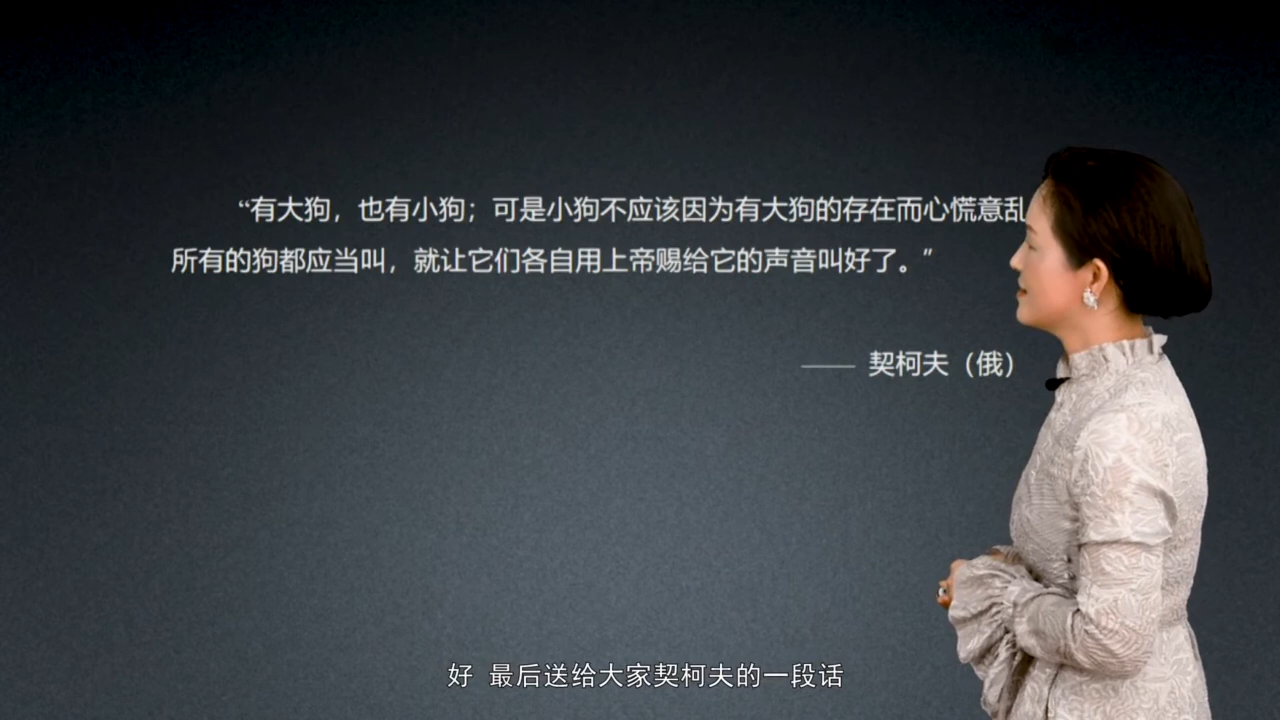 “有大狗，也有小狗；可是小狗不应该因为有大狗的存在而心慌意乱
所有的狗都应当叫，就让它们各自用上帝赐给它的声音叫好了。”
—— 契柯夫（俄）
好 最后送给大家契柯夫的一段话